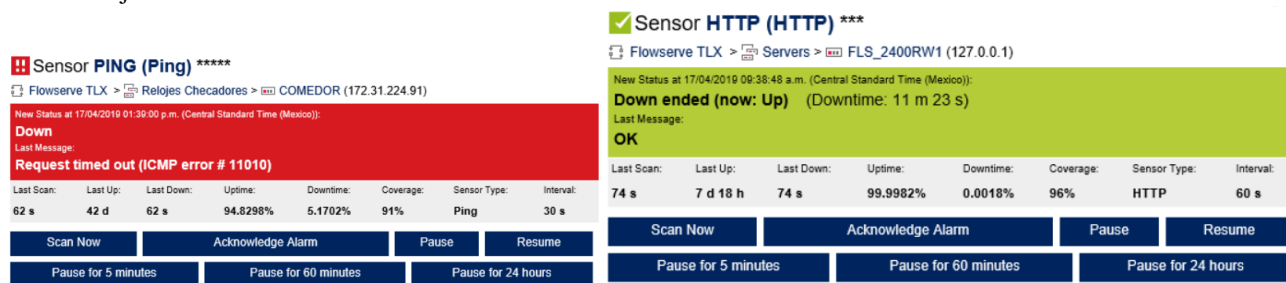 Sensor PING (Ping) *****
Flowserve TLX > Relojes Checadores > COMEDOR (172.31.224.91)
New Status at 17/04/2019 01:39:00 p.m. (Central Standard Time (Mexico)):
Down
Last Message:
Request timed out (ICMP error # 11010)
Last Scan: Last Up: Last Down: Uptime: Downtime: Coverage: Sensor Type: Interval:
62 s 42 d 62 s 94.8298% 5.1702% 91% Ping 30 s
Scan Now Acknowledge Alarm Pause Resume
Pause for 5 minutes Pause for 60 minutes Pause for 24 hours
Sensor HTTP (HTTP) ***
Flowserve TLX > Servers > FLS_2400RW1 (127.0.0.1)
New Status at 17/04/2019 09:38:48 a.m. (Central Standard Time (Mexico)):
Down ended (now: Up) (Downtime: 11 m 23 s)
Last Message:
OK
Last Scan: Last Up: Last Down: Uptime: Downtime: Coverage: Sensor Type: Interval:
74 s 7 d 18 h 74 s 99.9982% 0.0018% 96% HTTP 60 s
Scan Now Acknowledge Alarm Pause Resume
Pause for 5 minutes Pause for 60 minutes Pause for 24 hours